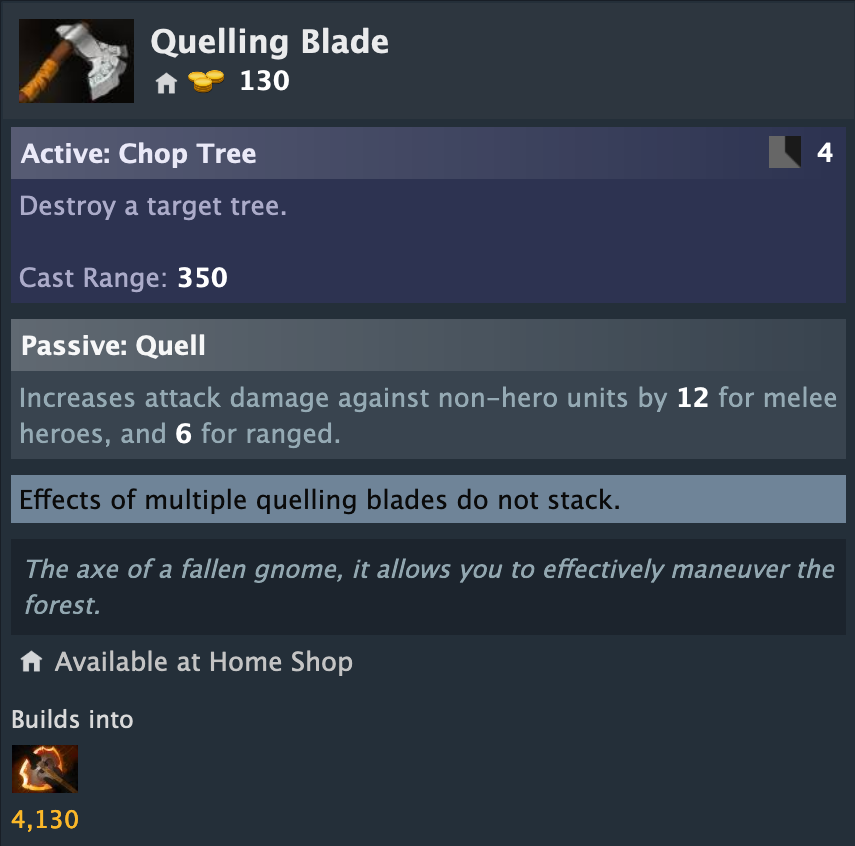 Quelling Blade
130
Active: Chop Tree 4
Destroy a target tree.
Cast Range: 350
Passive: Quell
Increases attack damage against non-hero units by 12 for melee
heroes, and 6 for ranged.
Effects of multiple quelling blades do not stack.
The axe of a fallen gnome, it allows you to effectively maneuver the
forest.
Available at Home Shop
Builds into
4,130